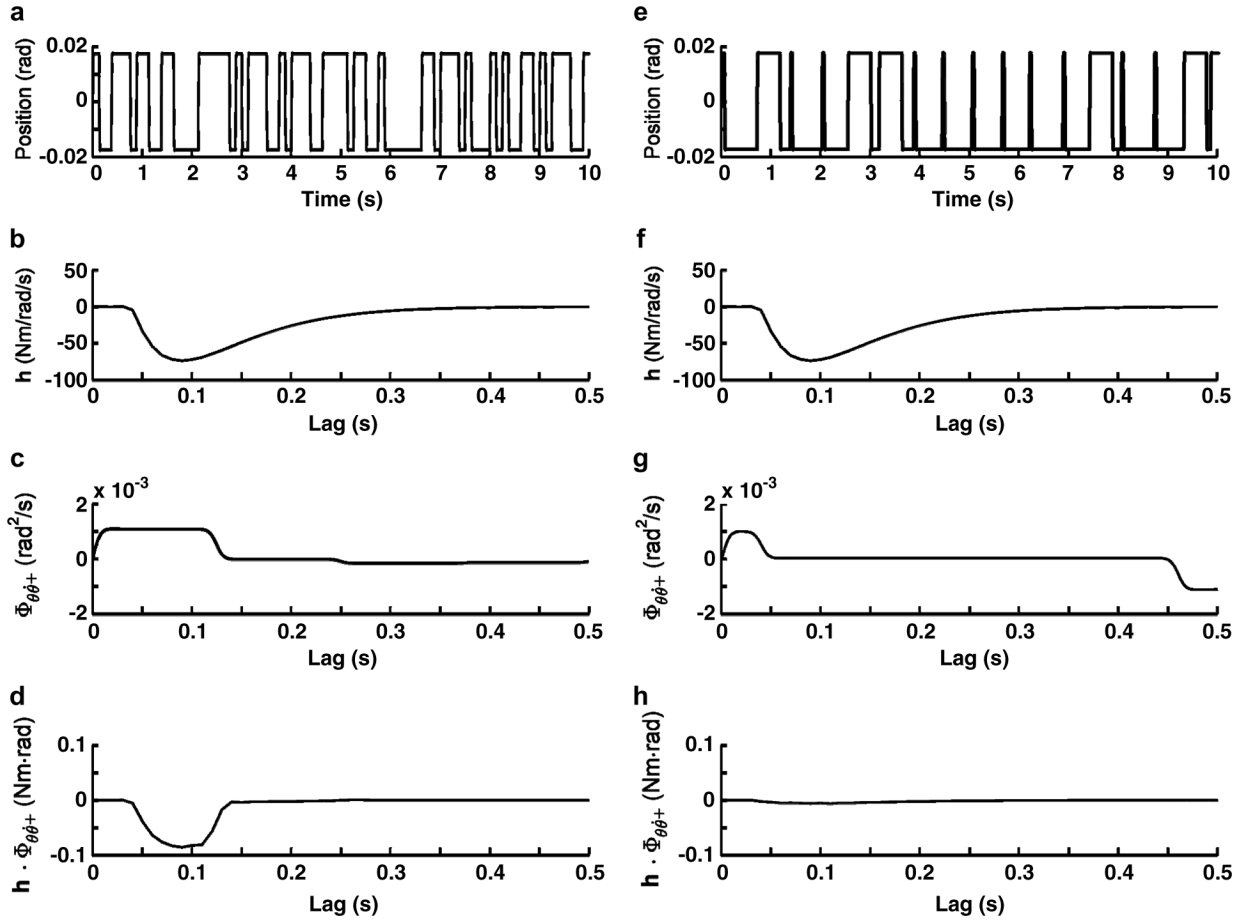 a
Position (rad)
0.02
0
-0.02
0 1 2 3 4 5 6 7 8 9 10
Time (s)
b
h (Nm/rad/s)
50
0
-50
-100
0 0.1 0.2 0.3 0.4 0.5
Lag (s)
c
x 10⁻³
Φθθ̇+ (rad²/s)
2
0
-2
0 0.1 0.2 0.3 0.4 0.5
Lag (s)
d
h · Φθθ̇+ (Nm·rad)
0.1
0
-0.1
0 0.1 0.2 0.3 0.4 0.5
Lag (s)
e
Position (rad)
0.02
0
-0.02
0 1 2 3 4 5 6 7 8 9 10
Time (s)
f
h (Nm/rad/s)
50
0
-50
-100
0 0.1 0.2 0.3 0.4 0.5
Lag (s)
g
x 10⁻³
Φθθ̇+ (rad²/s)
2
0
-2
0 0.1 0.2 0.3 0.4 0.5
Lag (s)
h
h · Φθθ̇+ (Nm·rad)
0.1
0
-0.1
0 0.1 0.2 0.3 0.4 0.5
Lag (s)